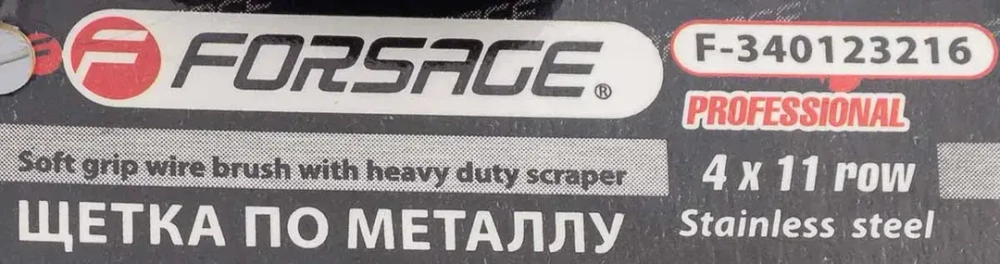 FORSAGE®
F-340123216
PROFESSIONAL
Soft grip wire brush with heavy duty scraper
4 x 11 row
ЩЕТКА ПО МЕТАЛЛУ
Stainless steel